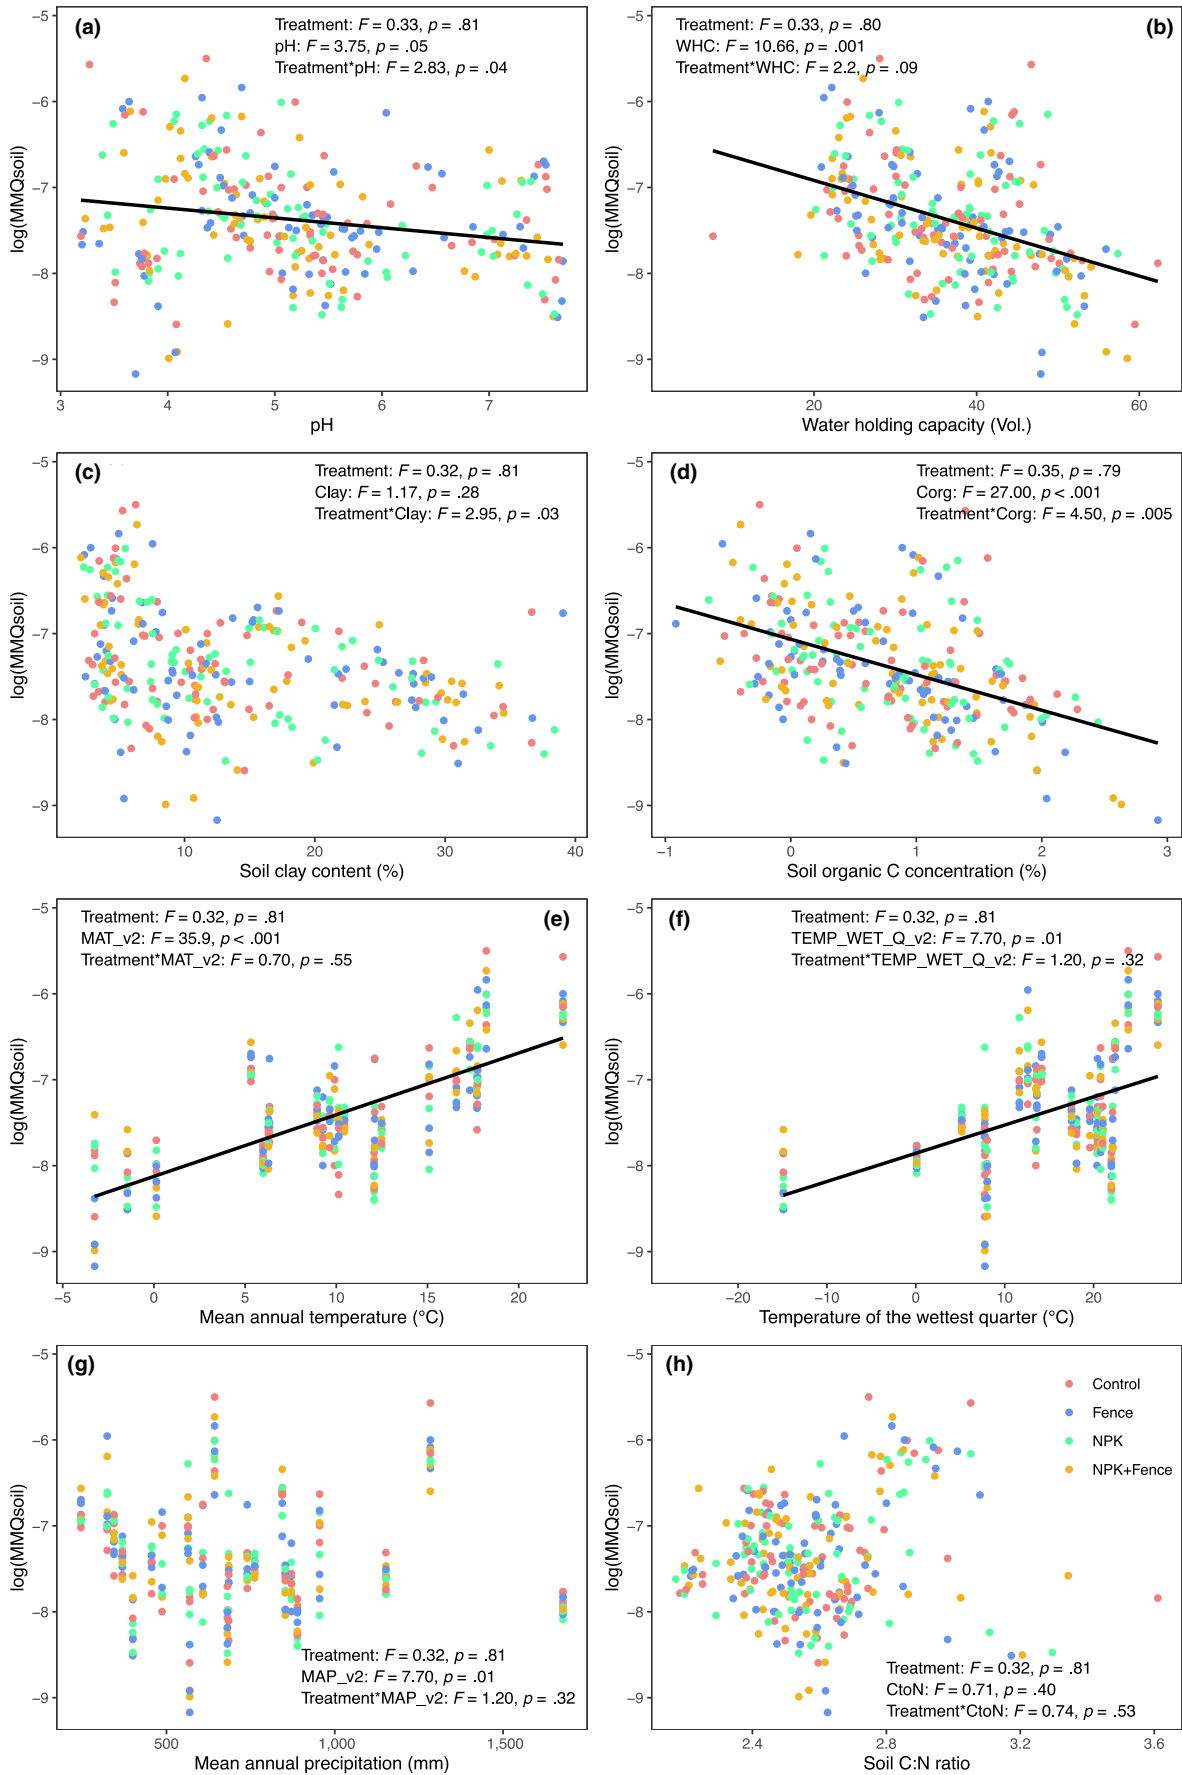 (a)
Treatment: F = 0.33, p = .81
pH: F = 3.75, p = .05
Treatment*pH: F = 2.83, p = .04
log(MMQsoil)
−5
−6
−7
−8
−9
3 4 5 6 7
pH
(b)
Treatment: F = 0.33, p = .80
WHC: F = 10.66, p = .001
Treatment*WHC: F = 2.2, p = .09
log(MMQsoil)
−5
−6
−7
−8
−9
20 40 60
Water holding capacity (Vol.)
(c)
Treatment: F = 0.32, p = .81
Clay: F = 1.17, p = .28
Treatment*Clay: F = 2.95, p = .03
log(MMQsoil)
−5
−6
−7
−8
−9
10 20 30 40
Soil clay content (%)
(d)
Treatment: F = 0.35, p = .79
Corg: F = 27.00, p < .001
Treatment*Corg: F = 4.50, p = .005
log(MMQsoil)
−5
−6
−7
−8
−9
−1 0 1 2 3
Soil organic C concentration (%)
(e)
Treatment: F = 0.32, p = .81
MAT_v2: F = 35.9, p < .001
Treatment*MAT_v2: F = 0.70, p = .55
log(MMQsoil)
−5
−6
−7
−8
−9
−5 0 5 10 15 20
Mean annual temperature (°C)
(f)
Treatment: F = 0.32, p = .81
TEMP_WET_Q_v2: F = 7.70, p = .01
Treatment*TEMP_WET_Q_v2: F = 1.20, p = .32
log(MMQsoil)
−5
−6
−7
−8
−9
−20 −10 0 10 20
Temperature of the wettest quarter (°C)
(g)
Treatment: F = 0.32, p = .81
MAP_v2: F = 7.70, p = .01
Treatment*MAP_v2: F = 1.20, p = .32
log(MMQsoil)
−5
−6
−7
−8
−9
500 1,000 1,500
Mean annual precipitation (mm)
(h)
Control
Fence
NPK
NPK+Fence
Treatment: F = 0.32, p = .81
CtoN: F = 0.71, p = .40
Treatment*CtoN: F = 0.74, p = .53
log(MMQsoil)
−5
−6
−7
−8
−9
2.4 2.8 3.2 3.6
Soil C:N ratio